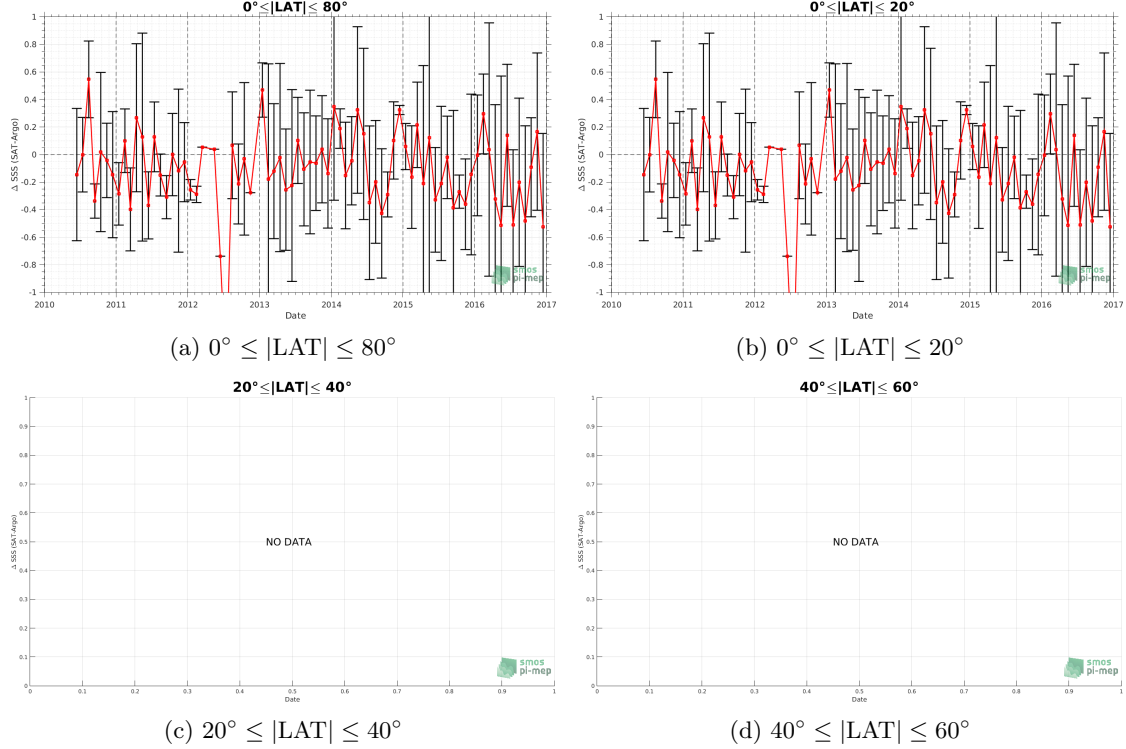 0°≤|LAT|≤ 80°
1
0.8
0.6
0.4
0.2
0
-0.2
-0.4
-0.6
-0.8
-1
Δ SSS (SAT-Argo)
2010 2011 2012 2013 2014 2015 2016 2017
Date
smos
pi-mep
(a) 0° ≤ |LAT| ≤ 80°
0°≤|LAT|≤ 20°
1
0.8
0.6
0.4
0.2
0
-0.2
-0.4
-0.6
-0.8
-1
Δ SSS (SAT-Argo)
2010 2011 2012 2013 2014 2015 2016 2017
Date
smos
pi-mep
(b) 0° ≤ |LAT| ≤ 20°
20°≤|LAT|≤ 40°
1
0.9
0.8
0.7
0.6
0.5
0.4
0.3
0.2
0.1
0
Δ SSS (SAT-Argo)
NO DATA
0 0.1 0.2 0.3 0.4 0.5 0.6 0.7 0.8 0.9 1
Date
smos
pi-mep
(c) 20° ≤ |LAT| ≤ 40°
40°≤|LAT|≤ 60°
1
0.9
0.8
0.7
0.6
0.5
0.4
0.3
0.2
0.1
0
Δ SSS (SAT-Argo)
NO DATA
0 0.1 0.2 0.3 0.4 0.5 0.6 0.7 0.8 0.9 1
Date
smos
pi-mep
(d) 40° ≤ |LAT| ≤ 60°